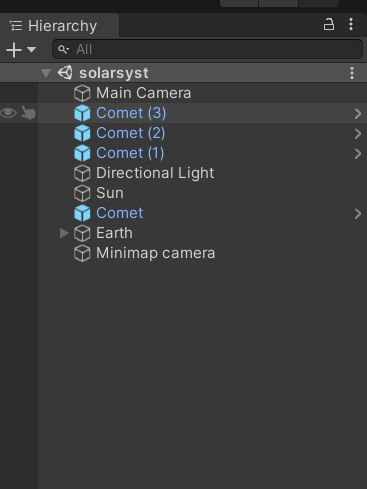 Hierarchy
All
solarsyst
Main Camera
Comet (3)
Comet (2)
Comet (1)
Directional Light
Sun
Comet
Earth
Minimap camera